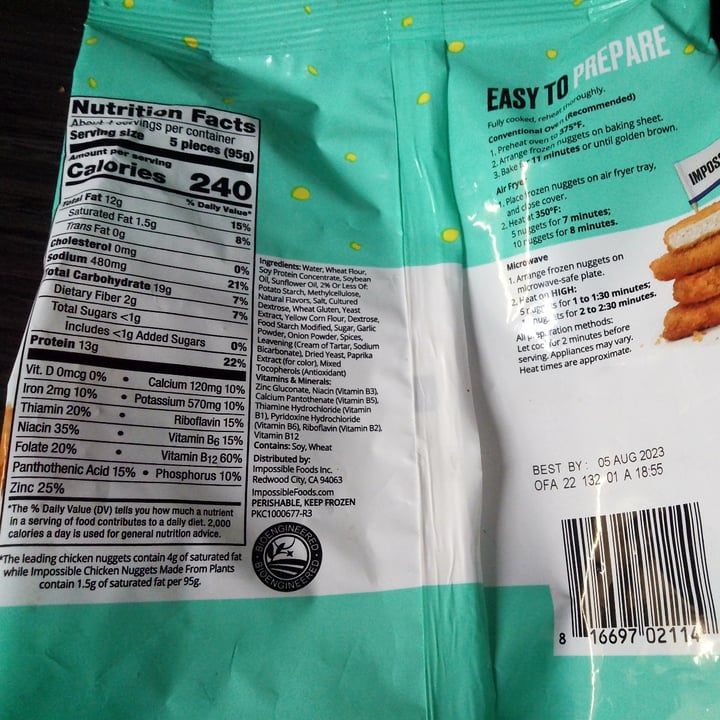 Nutrition Facts
About servings per container
Serving size 5 pieces (95g)
Amount per serving
Calories 240
% Daily Value*
Total Fat 12g 15%
Saturated Fat 1.5g 8%
Trans Fat 0g
Cholesterol 0mg 0%
Sodium 480mg 21%
Total Carbohydrate 19g 7%
Dietary Fiber 2g 7%
Total Sugars <1g
Includes <1g Added Sugars 0%
Protein 13g 22%
Vit. D 0mcg 0% • Calcium 120mg 10%
Iron 2mg 10% • Potassium 570mg 10%
Thiamin 20% • Riboflavin 15%
Niacin 35% • Vitamin B6 15%
Folate 20% • Vitamin B12 60%
Panthothenic Acid 15% • Phosphorus 10%
Zinc 25%
*The % Daily Value (DV) tells you how much a nutrient
in a serving of food contributes to a daily diet. 2,000
calories a day is used for general nutrition advice.
*The leading chicken nuggets contain 4g of saturated fat
while Impossible Chicken Nuggets Made From Plants
contain 1.5g of saturated fat per 95g.
Ingredients: Water, Wheat Flour,
Soy Protein Concentrate, Soybean
Oil, Sunflower Oil, 2% Or Less Of:
Potato Starch, Methylcellulose,
Natural Flavors, Salt, Cultured
Dextrose, Wheat Gluten, Yeast
Extract, Yellow Corn Flour, Dextrose,
Food Starch Modified, Sugar, Garlic
Powder, Onion Powder, Spices,
Leavening (Cream of Tartar, Sodium
Bicarbonate), Dried Yeast, Paprika
Extract (for color), Mixed
Tocopherols (Antioxidant)
Vitamins & Minerals:
Zinc Gluconate, Niacin (Vitamin B3),
Calcium Pantothenate (Vitamin B5),
Thiamine Hydrochloride (Vitamin
B1), Pyridoxine Hydrochloride
(Vitamin B6), Riboflavin (Vitamin B2),
Vitamin B12
Contains: Soy, Wheat
Distributed by:
Impossible Foods Inc.
Redwood City, CA 94063
ImpossibleFoods.com
PERISHABLE, KEEP FROZEN
PKC1000677-R3
BIOENGINEERED
BIOENGINEERED
EASY TO PREPARE
Fully cooked, reheat thoroughly.
Conventional Oven (Recommended)
1. Preheat oven to 375°F.
2. Arrange frozen nuggets on baking sheet.
3. Bake 11 minutes or until golden brown.
Air Fryer
1. Place frozen nuggets on air fryer tray,
and close cover.
2. Heat at 350°F:
5 nuggets for 7 minutes;
10 nuggets for 8 minutes.
Microwave
1. Arrange frozen nuggets on
microwave-safe plate.
2. Heat on HIGH:
5 nuggets for 1 to 1:30 minutes;
nuggets for 2 to 2:30 minutes.
All preparation methods:
Let cool for 2 minutes before
serving. Appliances may vary.
Heat times are approximate.
IMPOSS
BEST BY: 05 AUG 2023
OFA 22 132 01 A 18:55
8 16697 02114